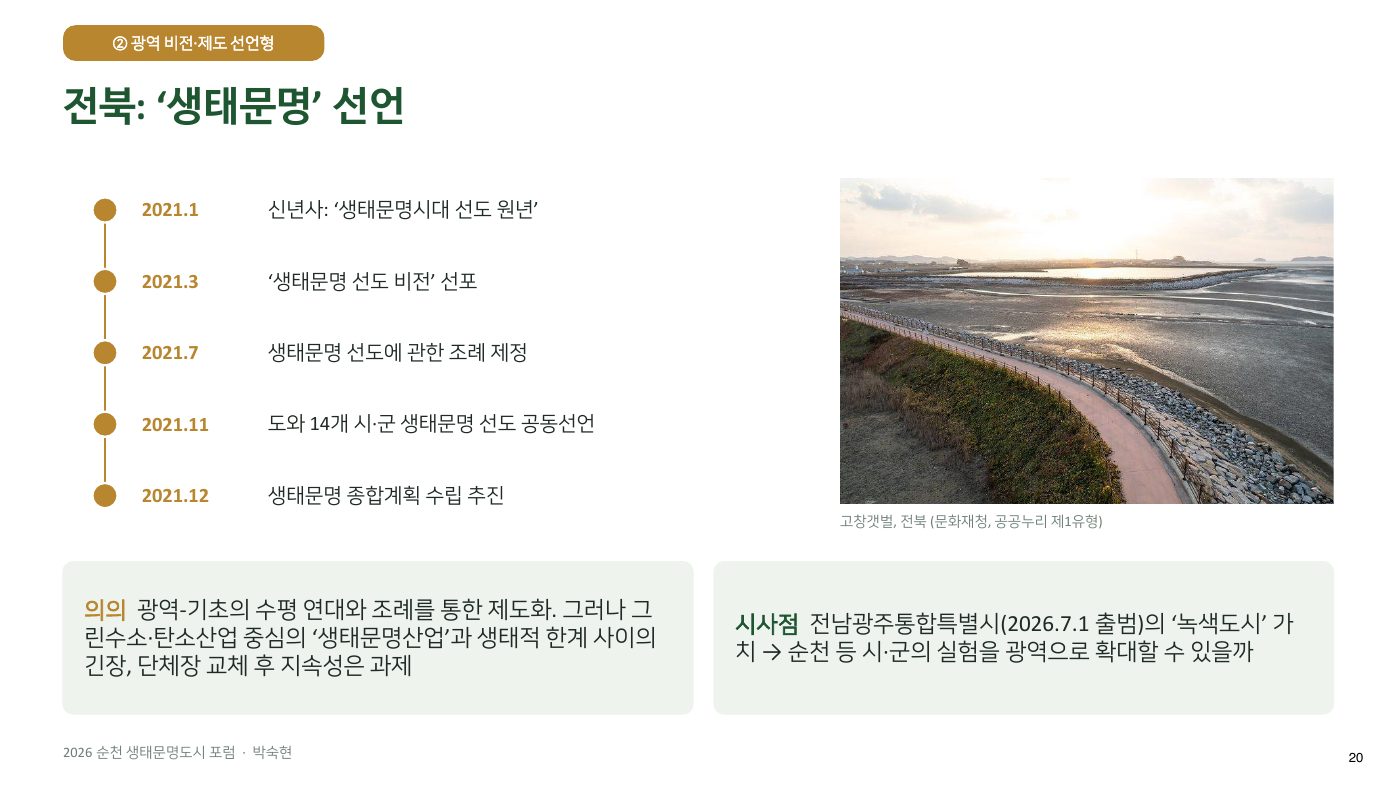 ② 광역 비전·제도 선언형
전북: ‘생태문명’ 선언
2021.1 신년사: ‘생태문명시대 선도 원년’
2021.3 ‘생태문명 선도 비전’ 선포
2021.7 생태문명 선도에 관한 조례 제정
2021.11 도와 14개 시·군 생태문명 선도 공동선언
2021.12 생태문명 종합계획 수립 추진
고창갯벌, 전북 (문화재청, 공공누리 제1유형)
의의 광역-기초의 수평 연대와 조례를 통한 제도화. 그러나 그
린수소·탄소산업 중심의 ‘생태문명산업’과 생태적 한계 사이의
긴장, 단체장 교체 후 지속성은 과제
시사점 전남광주통합특별시(2026.7.1 출범)의 ‘녹색도시’ 가
치 → 순천 등 시·군의 실험을 광역으로 확대할 수 있을까
2026 순천 생태문명도시 포럼 · 박숙현
20